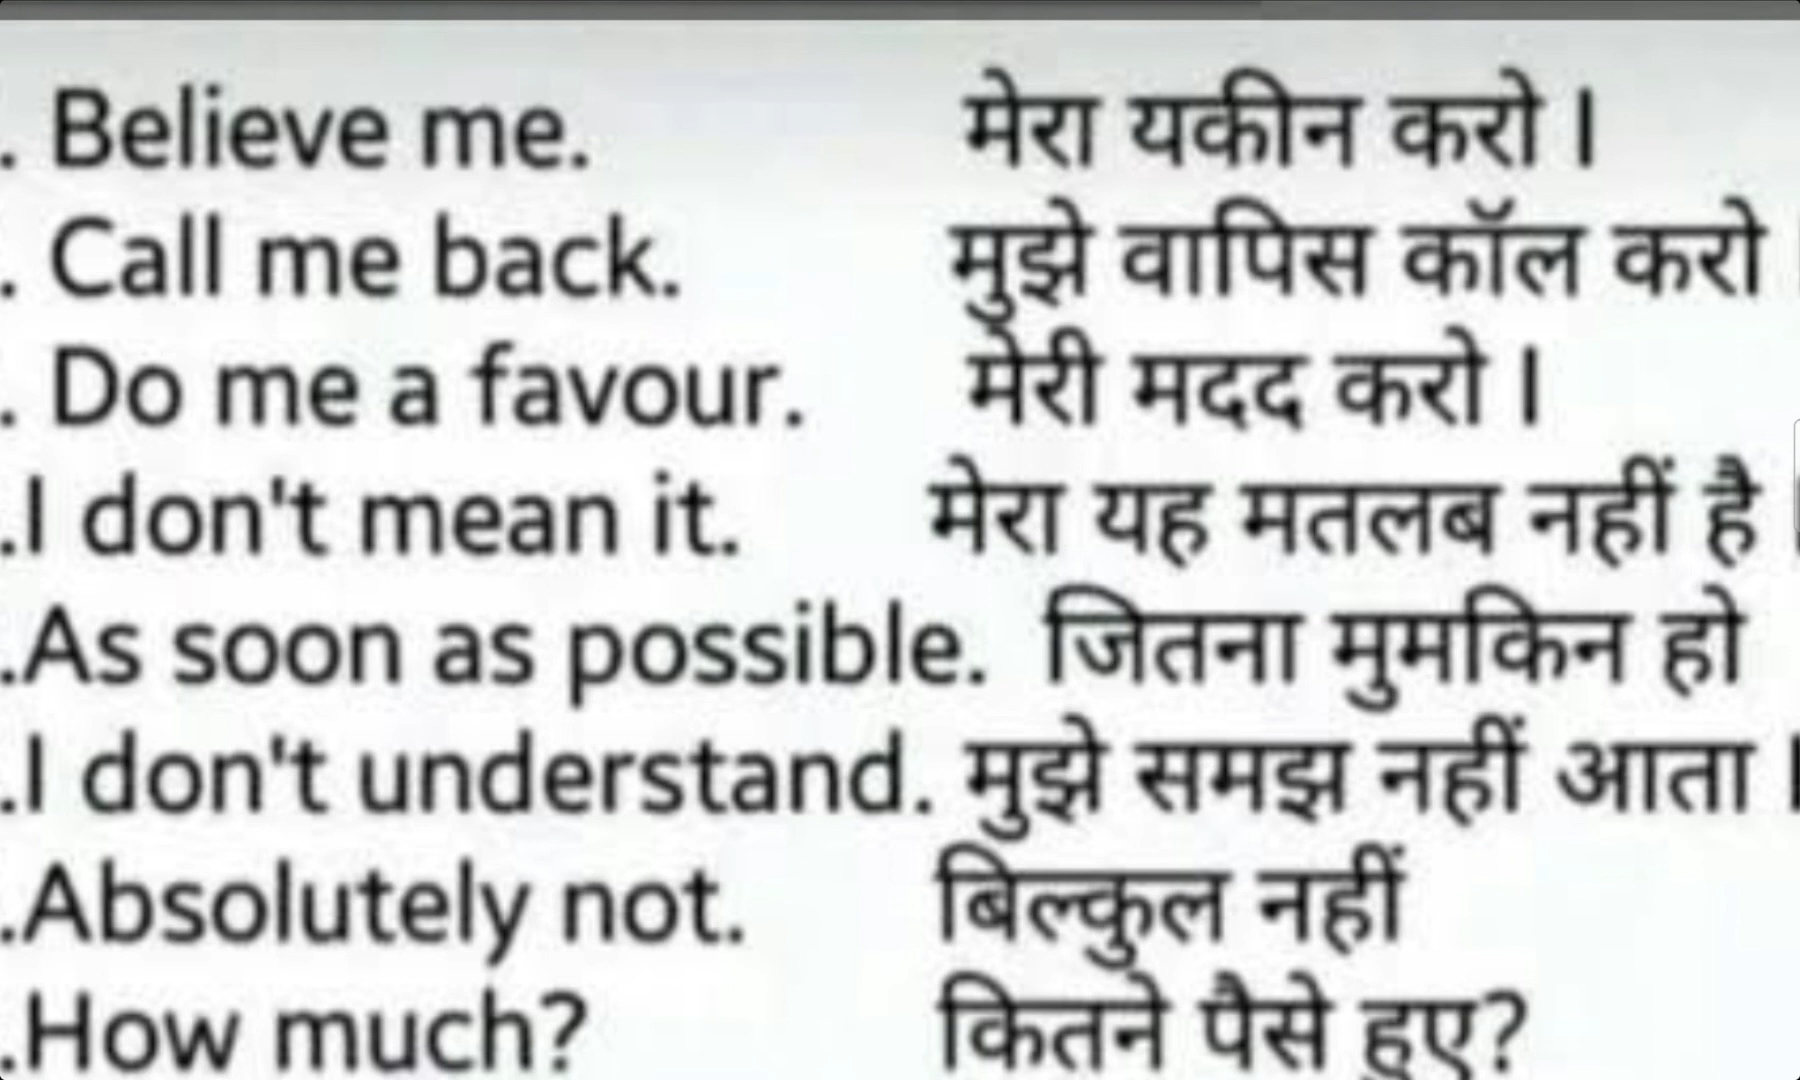 . Believe me. मेरा यकीन करो ।
. Call me back. मुझे वापिस कॉल करो ।
. Do me a favour. मेरी मदद करो ।
.I don't mean it. मेरा यह मतलब नहीं है ।
.As soon as possible. जितना मुमकिन हो
.I don't understand. मुझे समझ नहीं आता ।
.Absolutely not. बिल्कुल नहीं
.How much? कितने पैसे हुए?